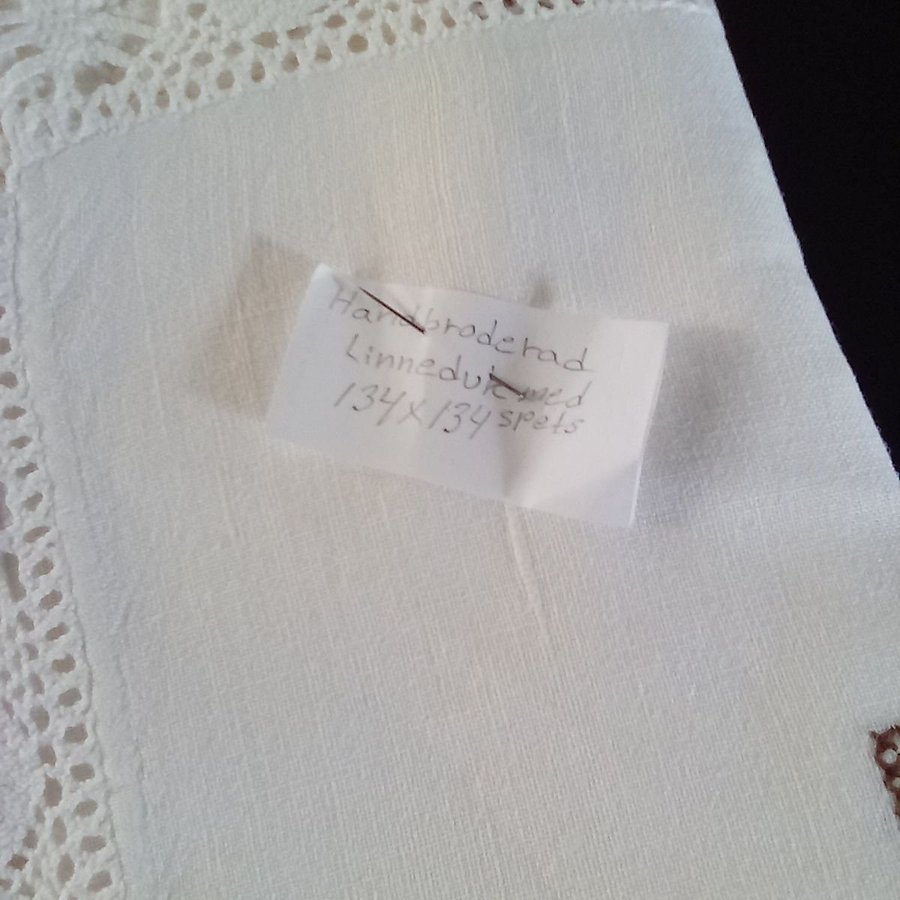 Handbroderad
Linneduk med
134x134 spets